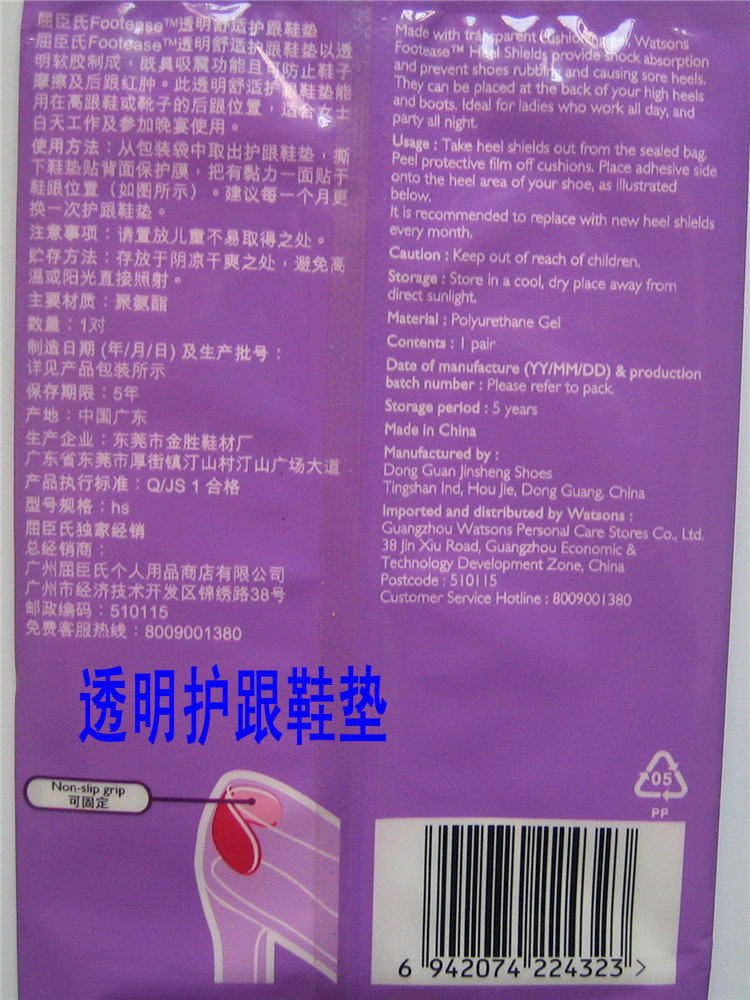 屈臣氏Footease™透明舒适护跟鞋垫
屈臣氏Footease™透明舒适护跟鞋垫以透
明软胶制成，既具吸震功能且可防止鞋子
摩擦及后跟红肿。此透明舒适护跟鞋垫能
用在高跟鞋或靴子的后跟位置，适合女士
白天工作及参加晚宴使用。
使用方法：从包装袋中取出护跟鞋垫，撕
下鞋垫贴背面保护膜，把有黏力一面贴于
鞋跟位置（如图所示）。建议每一个月更
换一次护跟鞋垫。
注意事项：请置放儿童不易取得之处。
贮存方法：存放于阴凉干爽之处，避免高
温或阳光直接照射。
主要材质：聚氨酯
数量：1对
制造日期 (年/月/日) 及生产批号：
详见产品包装所示
保存期限：5年
产地：中国广东
生产企业：东莞市金胜鞋材厂
广东省东莞市厚街镇汀山村汀山广场大道
产品执行标准：Q/JS 1 合格
型号规格：hs
屈臣氏独家经销
总经销商：
广州屈臣氏个人用品商店有限公司
广州市经济技术开发区锦绣路38号
邮政编码：510115
免费客服热线：8009001380
Made with transparent cushioning gel, Watsons
Footease™ Heel Shields provide shock absorption
and prevent shoes rubbing and causing sore heels.
They can be placed at the back of your high heels
and boots. Ideal for ladies who work all day, and
party all night.
Usage : Take heel shields out from the sealed bag.
Peel protective film off cushions. Place adhesive side
onto the heel area of your shoe, as illustrated
below.
It is recommended to replace with new heel shields
every month.
Caution : Keep out of reach of children.
Storage : Store in a cool, dry place away from
direct sunlight.
Material : Polyurethane Gel
Contents : 1 pair
Date of manufacture (YY/MM/DD) & production
batch number : Please refer to pack.
Storage period : 5 years
Made in China
Manufactured by :
Dong Guan Jinsheng Shoes
Tingshan Ind, Hou Jie, Dong Guang, China
Imported and distributed by Watsons :
Guangzhou Watsons Personal Care Stores Co., Ltd.
38 Jin Xiu Road, Guangzhou Economic &
Technology Development Zone, China
Postcode : 510115
Customer Service Hotline : 8009001380
透明护跟鞋垫
Non-slip grip
可固定
05
PP
6 942074 224323 >